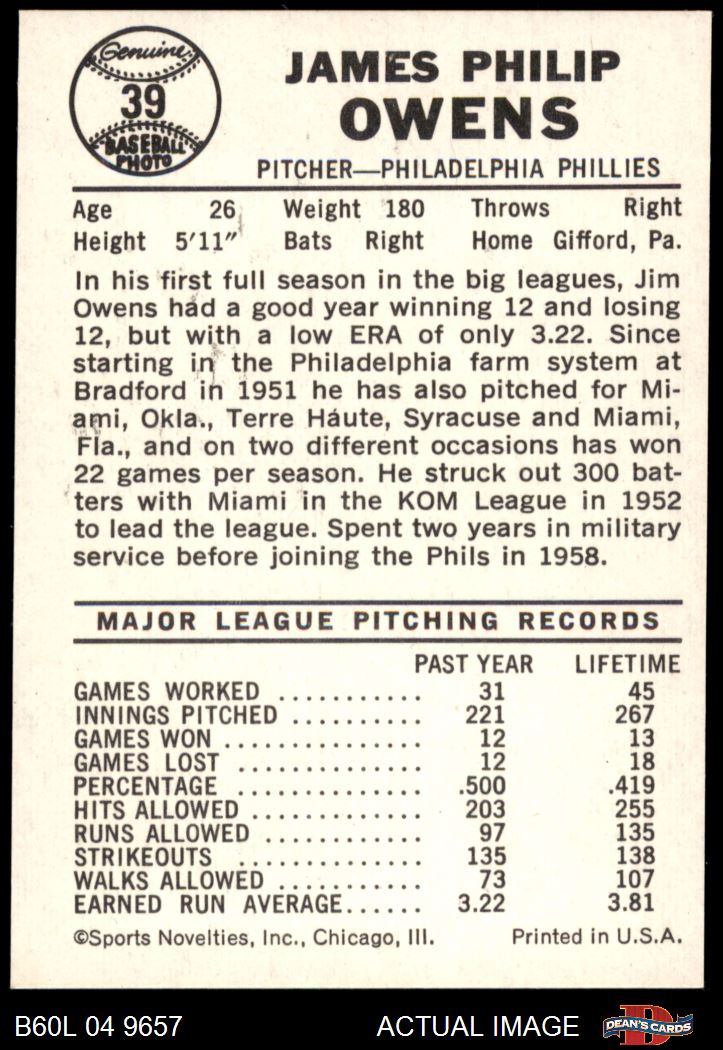 Genuine
39
BASEBALL
PHOTO
JAMES PHILIP
OWENS
PITCHER—PHILADELPHIA PHILLIES
Age 26 Weight 180 Throws Right
Height 5'11" Bats Right Home Gifford, Pa.
In his first full season in the big leagues, Jim
Owens had a good year winning 12 and losing
12, but with a low ERA of only 3.22. Since
starting in the Philadelphia farm system at
Bradford in 1951 he has also pitched for Mi-
ami, Okla., Terre Haute, Syracuse and Miami,
Fla., and on two different occasions has won
22 games per season. He struck out 300 bat-
ters with Miami in the KOM League in 1952
to lead the league. Spent two years in military
service before joining the Phils in 1958.
MAJOR LEAGUE PITCHING RECORDS
PAST YEAR LIFETIME
GAMES WORKED ........... 31 45
INNINGS PITCHED .......... 221 267
GAMES WON ............... 12 13
GAMES LOST .............. 12 18
PERCENTAGE .............. .500 .419
HITS ALLOWED ............. 203 255
RUNS ALLOWED ............ 97 135
STRIKEOUTS .............. 135 138
WALKS ALLOWED ........... 73 107
EARNED RUN AVERAGE...... 3.22 3.81
©Sports Novelties, Inc., Chicago, Ill. Printed in U.S.A.
B60L 04 9657 ACTUAL IMAGE D DEAN'S CARDS